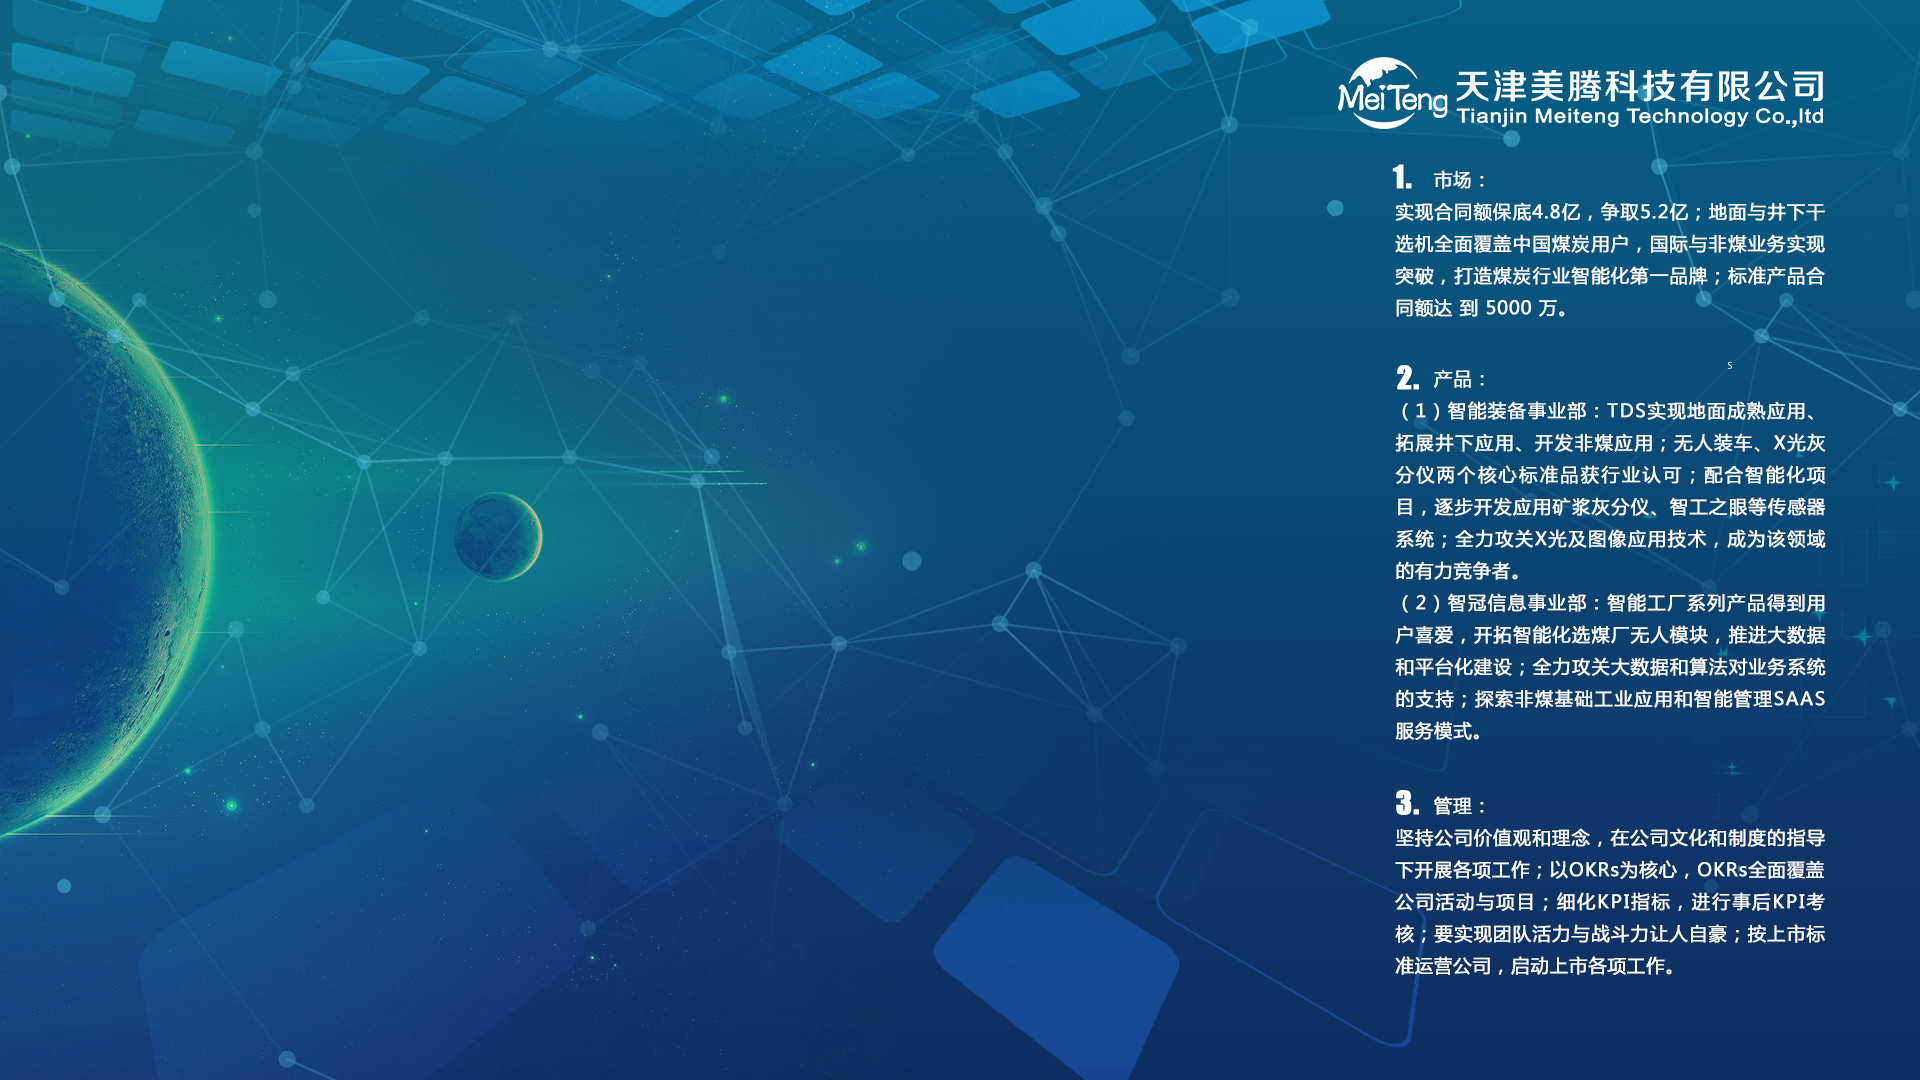 MeiTeng 天津美腾科技有限公司
Tianjin Meiteng Technology Co.,ltd
1. 市场：
实现合同额保底4.8亿，争取5.2亿；地面与井下干
选机全面覆盖中国煤炭用户，国际与非煤业务实现
突破，打造煤炭行业智能化第一品牌；标准产品合
同额达 到 5000 万。
s
2. 产品：
（1）智能装备事业部：TDS实现地面成熟应用、
拓展井下应用、开发非煤应用；无人装车、X光灰
分仪两个核心标准品获行业认可；配合智能化项
目，逐步开发应用矿浆灰分仪、智工之眼等传感器
系统；全力攻关X光及图像应用技术，成为该领域
的有力竞争者。
（2）智冠信息事业部：智能工厂系列产品得到用
户喜爱，开拓智能化选煤厂无人模块，推进大数据
和平台化建设；全力攻关大数据和算法对业务系统
的支持；探索非煤基础工业应用和智能管理SAAS
服务模式。
3. 管理：
坚持公司价值观和理念，在公司文化和制度的指导
下开展各项工作；以OKRs为核心，OKRs全面覆盖
公司活动与项目；细化KPI指标，进行事后KPI考
核；要实现团队活力与战斗力让人自豪；按上市标
准运营公司，启动上市各项工作。